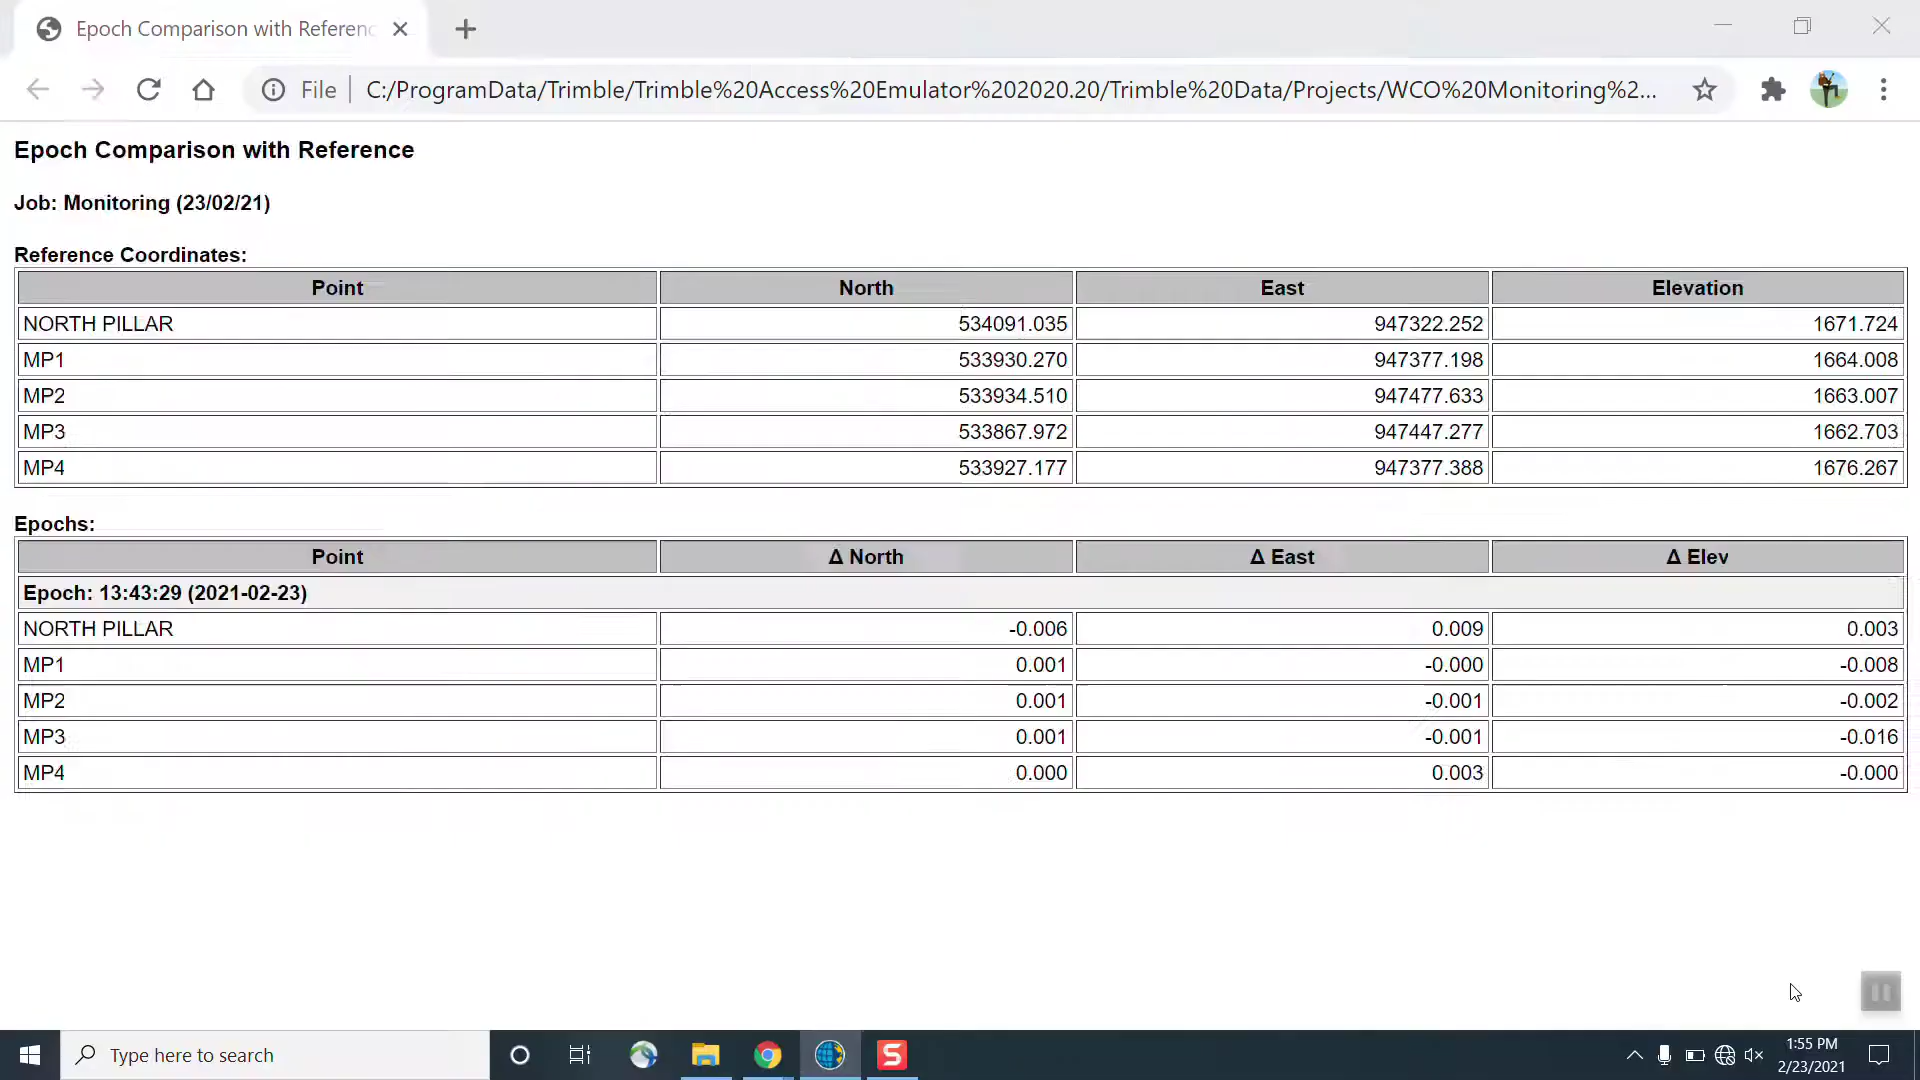 Epoch Comparison with Referenc
File
C:/ProgramData/Trimble/Trimble%20Access%20Emulator%202020.20/Trimble%20Data/Projects/WCO%20Monitoring%2...
Epoch Comparison with Reference
Job: Monitoring (23/02/21)
Reference Coordinates:
Point North East Elevation
NORTH PILLAR 534091.035 947322.252 1671.724
MP1 533930.270 947377.198 1664.008
MP2 533934.510 947477.633 1663.007
MP3 533867.972 947447.277 1662.703
MP4 533927.177 947377.388 1676.267
Epochs:
Point Δ North Δ East Δ Elev
Epoch: 13:43:29 (2021-02-23)
NORTH PILLAR -0.006 0.009 0.003
MP1 0.001 -0.000 -0.008
MP2 0.001 -0.001 -0.002
MP3 0.001 -0.001 -0.016
MP4 0.000 0.003 -0.000
Type here to search
S
1:55 PM
2/23/2021